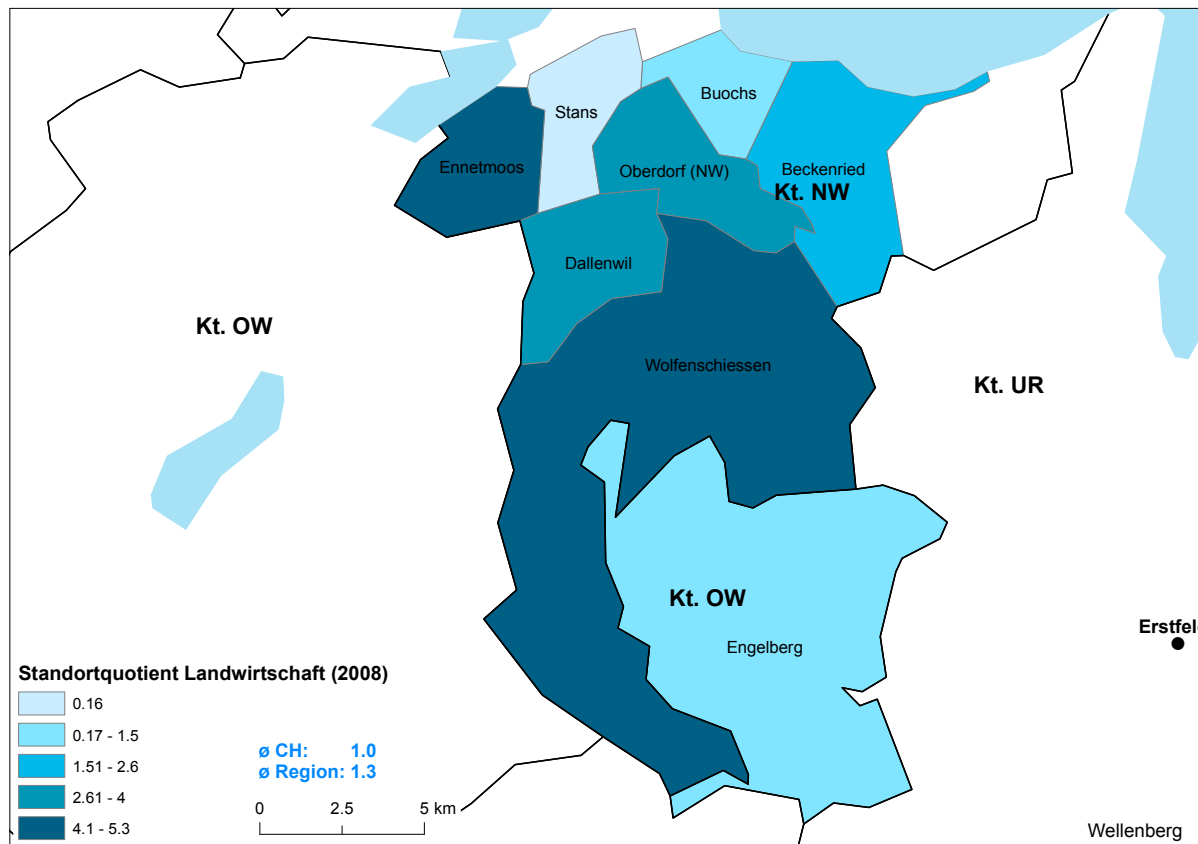 Buochs
Stans
Ennetmoos
Oberdorf (NW)
Beckenried
Kt. NW
Dallenwil
Kt. OW
Wolfenschiessen
Kt. UR
Kt. OW
Engelberg
Erstfel
Standortquotient Landwirtschaft (2008)
0.16
0.17 - 1.5
1.51 - 2.6
2.61 - 4
4.1 - 5.3
ø CH: 1.0
ø Region: 1.3
0 2.5 5 km
Wellenberg